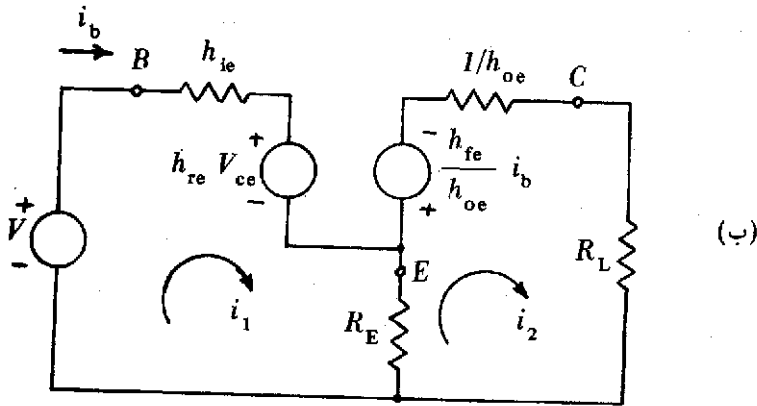 i_b
B
h_ie
1/h_oe
C
+
h_re V_ce
-
-
h_fe
h_oe
i_b
+
+
V
-
R_L
(ب)
E
i_1
R_E
i_2